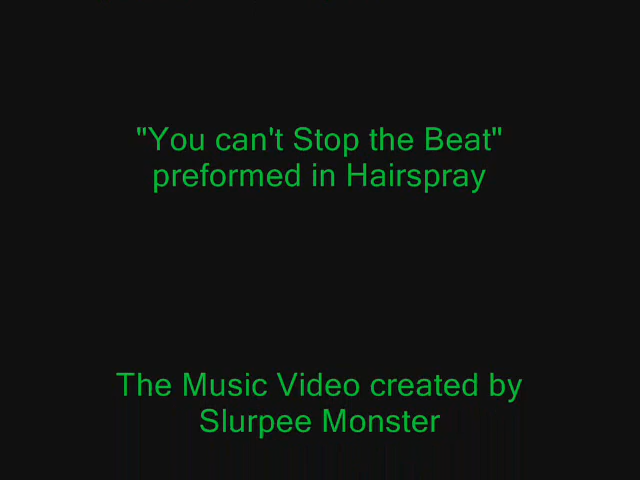 "You can't Stop the Beat"
preformed in Hairspray
The Music Video created by
Slurpee Monster